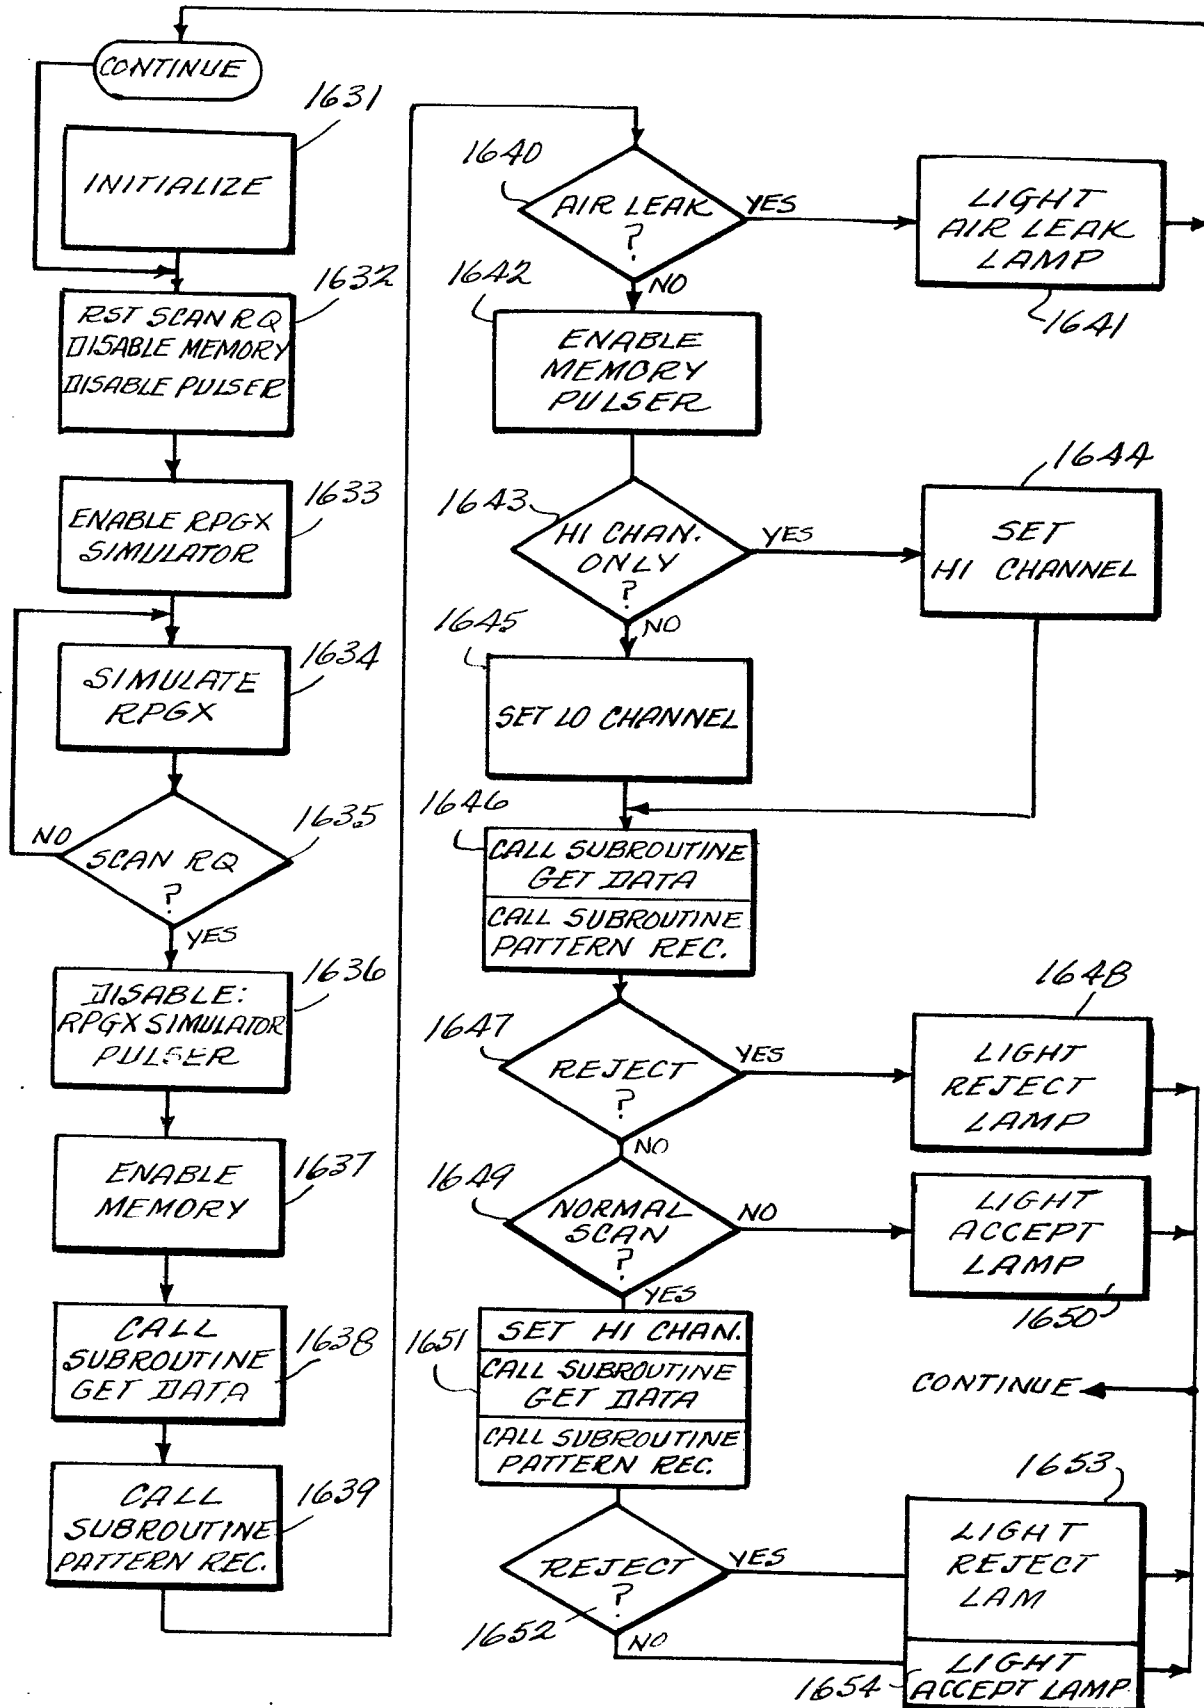 CONTINUE
1631
INITIALIZE
1632
RST SCAN RQ
DISABLE MEMORY
DISABLE PULSER
1633
ENABLE RPGX
SIMULATOR
1634
SIMULATE
RPGX
1635
NO
SCAN RQ
?
YES
1636
DISABLE:
RPGX SIMULATOR
PULSER
1637
ENABLE
MEMORY
1638
CALL
SUBROUTINE
GET DATA
1639
CALL
SUBROUTINE
PATTERN REC.
1640
AIR LEAK
?
YES
NO
LIGHT
AIR LEAK
LAMP
1641
1642
ENABLE
MEMORY
PULSER
1643
HI CHAN.
ONLY
?
YES
NO
1644
SET
HI CHANNEL
1645
SET LO CHANNEL
1646
CALL SUBROUTINE
GET DATA
CALL SUBROUTINE
PATTERN REC.
1647
REJECT
?
YES
NO
1648
LIGHT
REJECT
LAMP
1649
NORMAL
SCAN
?
NO
YES
LIGHT
ACCEPT
LAMP
1650
1651
SET HI CHAN.
CALL SUBROUTINE
GET DATA
CALL SUBROUTINE
PATTERN REC.
CONTINUE
REJECT
?
1652
YES
NO
1653
LIGHT
REJECT
LAM
1654
LIGHT
ACCEPT LAMP